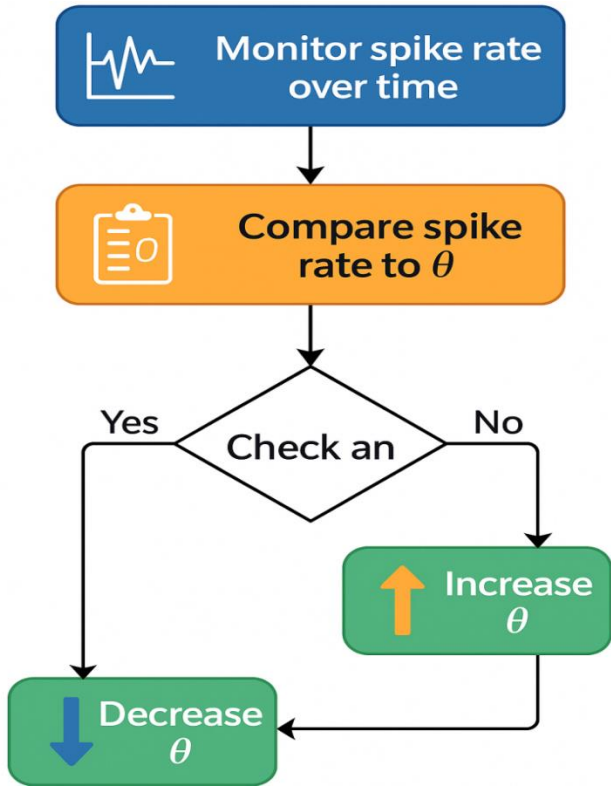 Monitor spike rate
over time
O
Compare spike
rate to θ
Yes
Check an
No
Increase
θ
Decrease
θ